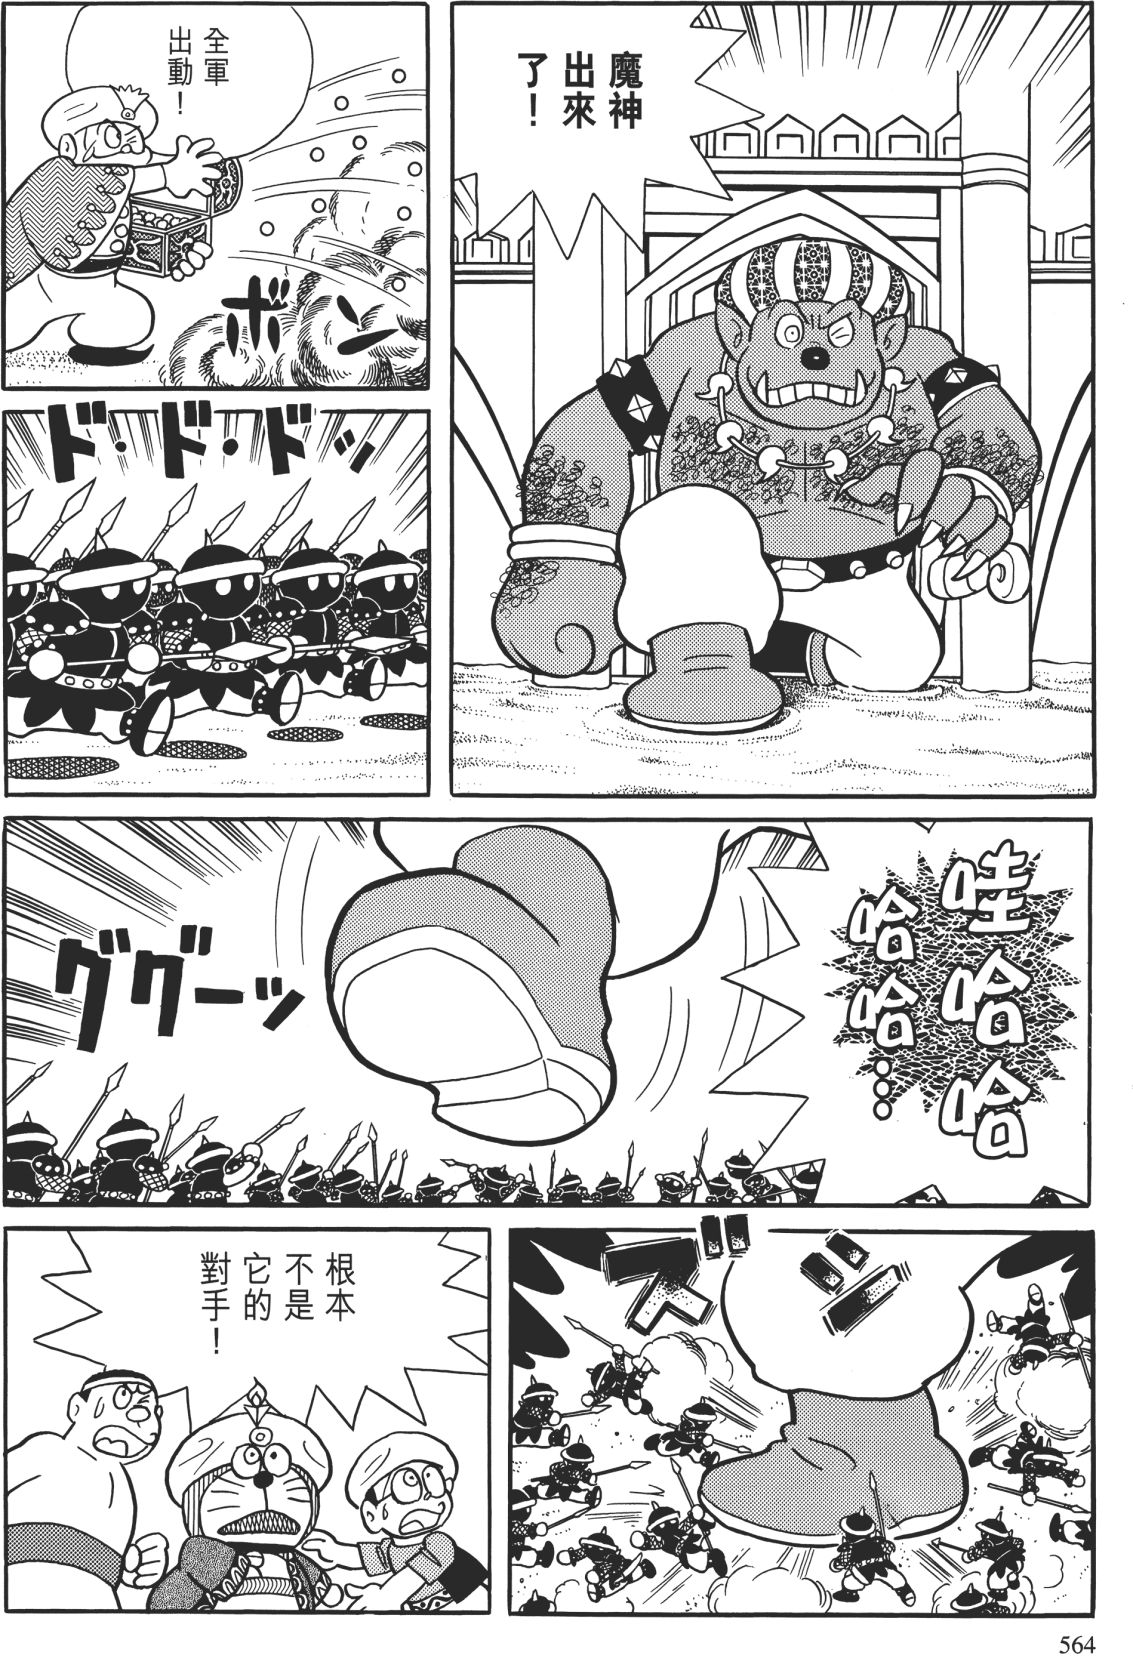 魔神
出來
了！
全軍
出動！
ボン
ド・ド・ドッ
哇哈哈
哈哈…
ググーッ
ズズ
根本
不是
它的
對手！
564